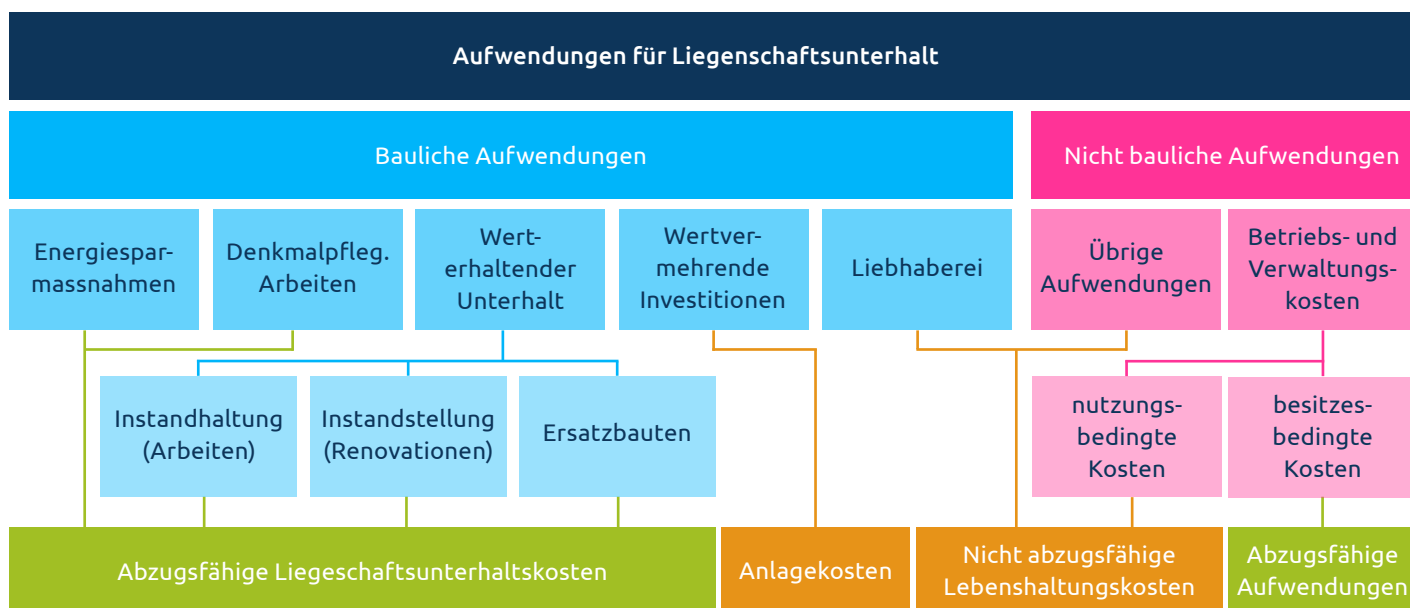 Aufwendungen für Liegenschaftsunterhalt
Bauliche Aufwendungen
Nicht bauliche Aufwendungen
Energiespar-
massnahmen
Denkmalpfleg.
Arbeiten
Wert-
erhaltender
Unterhalt
Wertver-
mehrende
Investitionen
Liebhaberei
Übrige
Aufwendungen
Betriebs- und
Verwaltungs-
kosten
Instandhaltung
(Arbeiten)
Instandstellung
(Renovationen)
Ersatzbauten
nutzungs-
bedingte
Kosten
besitzes-
bedingte
Kosten
Abzugsfähige Liegeschaftsunterhaltskosten
Anlagekosten
Nicht abzugsfähige
Lebenshaltungskosten
Abzugsfähige
Aufwendungen